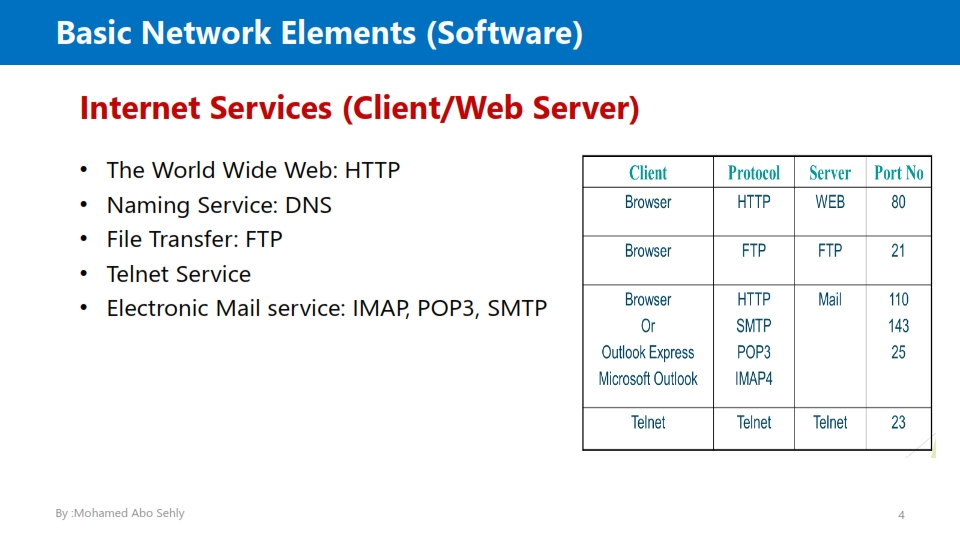 Basic Network Elements (Software)
Internet Services (Client/Web Server)
• The World Wide Web: HTTP
• Naming Service: DNS
• File Transfer: FTP
• Telnet Service
• Electronic Mail service: IMAP, POP3, SMTP
Client Protocol Server Port No
Browser HTTP WEB 80
Browser FTP FTP 21
Browser HTTP Mail 110
Or SMTP 143
Outlook Express POP3 25
Microsoft Outlook IMAP4
Telnet Telnet Telnet 23
By :Mohamed Abo Sehly
4